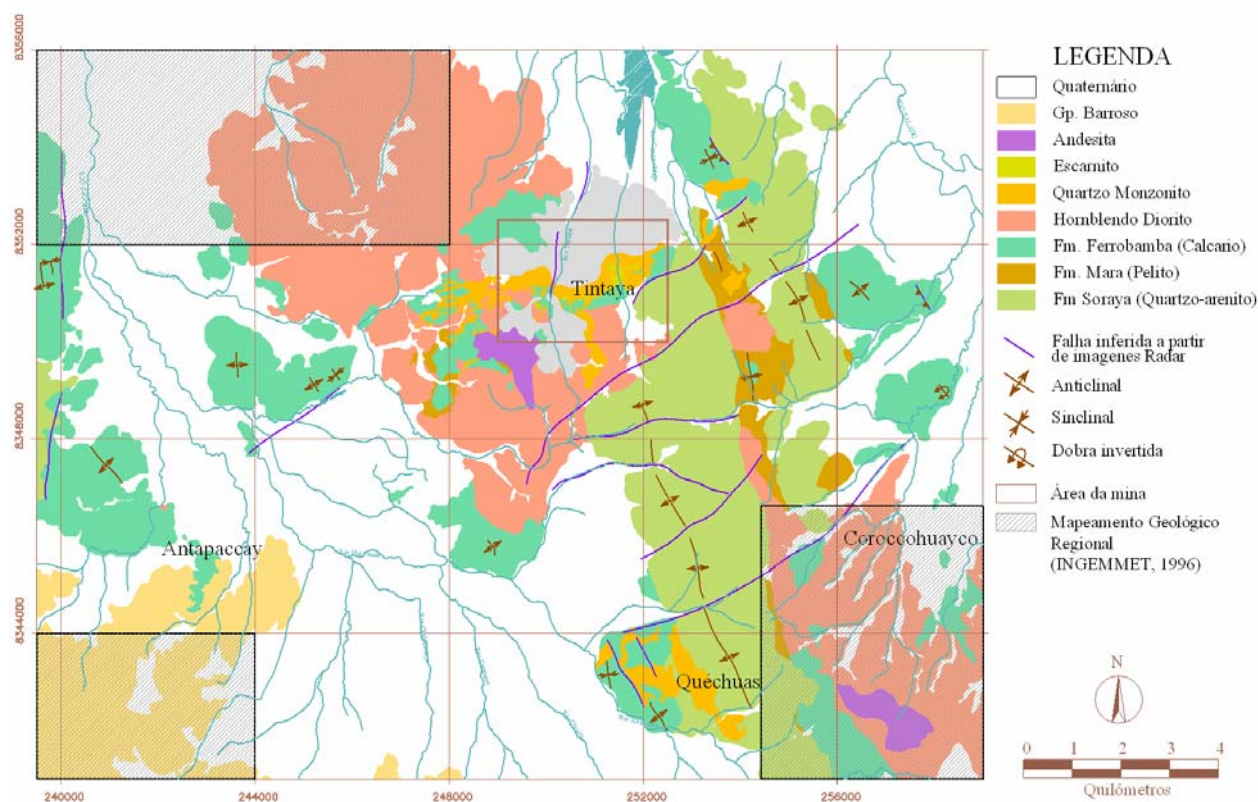 LEGENDA
Quaternário
Gp. Barroso
Andesita
Escarnito
Quartzo Monzonito
Hornblendo Diorito
Fm. Ferrobamba (Calcario)
Fm. Mara (Pelito)
Fm Soraya (Quartzo-arenito)
Falha inferida a partir
de imagenes Radar
Anticlinal
Sinclinal
Dobra invertida
Área da mina
Mapeamento Geológico
Regional
(INGEMMET, 1996)
N
0 1 2 3 4
Quilómetros
Tintaya
Antapaccay
Coroccohuayco
Quéchuas
8356000
8352000
8348000
8344000
240000
244000
248000
252000
256000